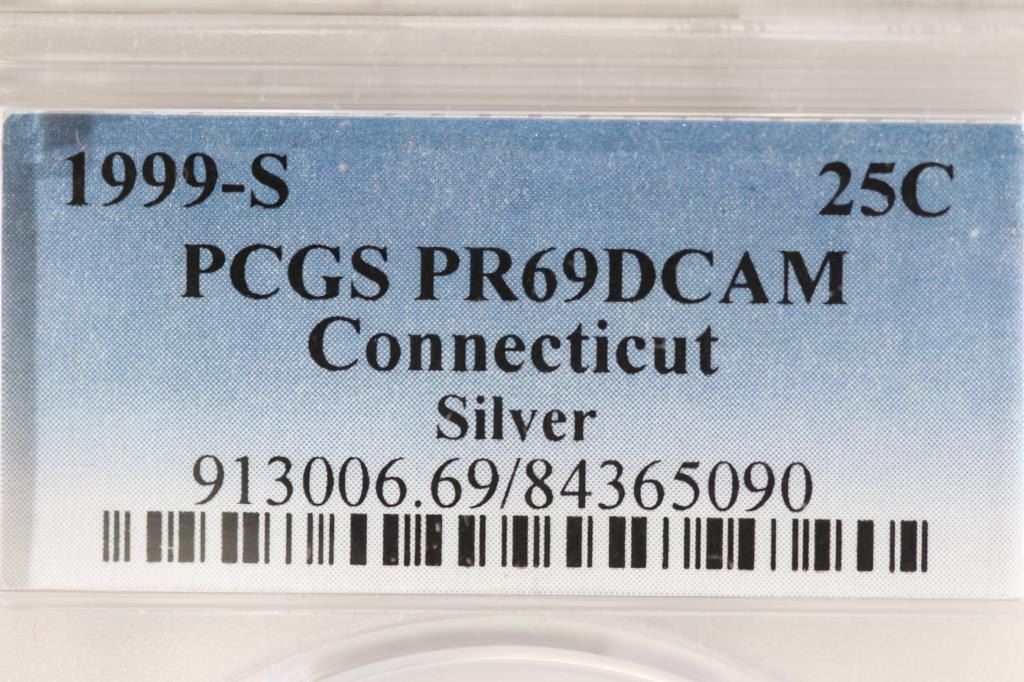 1999-S 25C
PCGS PR69DCAM
Connecticut
Silver
913006.69/84365090